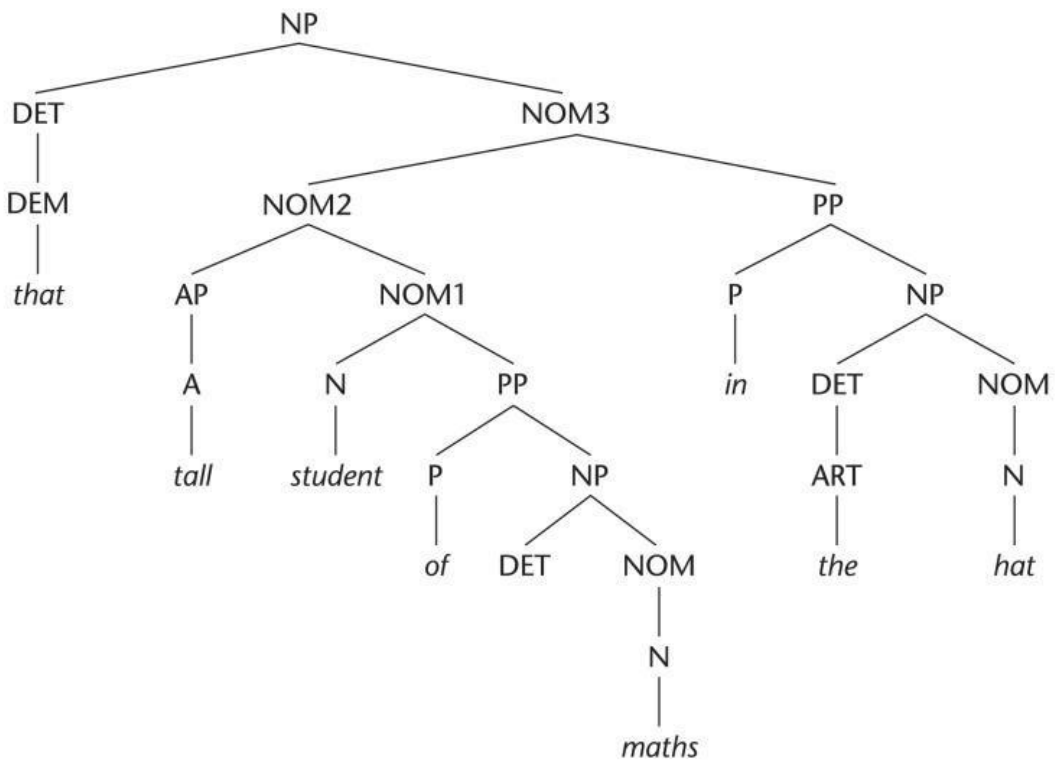 NP
DET NOM3
DEM NOM2 PP
that AP NOM1 P NP
A N PP in DET NOM
tall student P NP ART N
of DET NOM the hat
N
maths